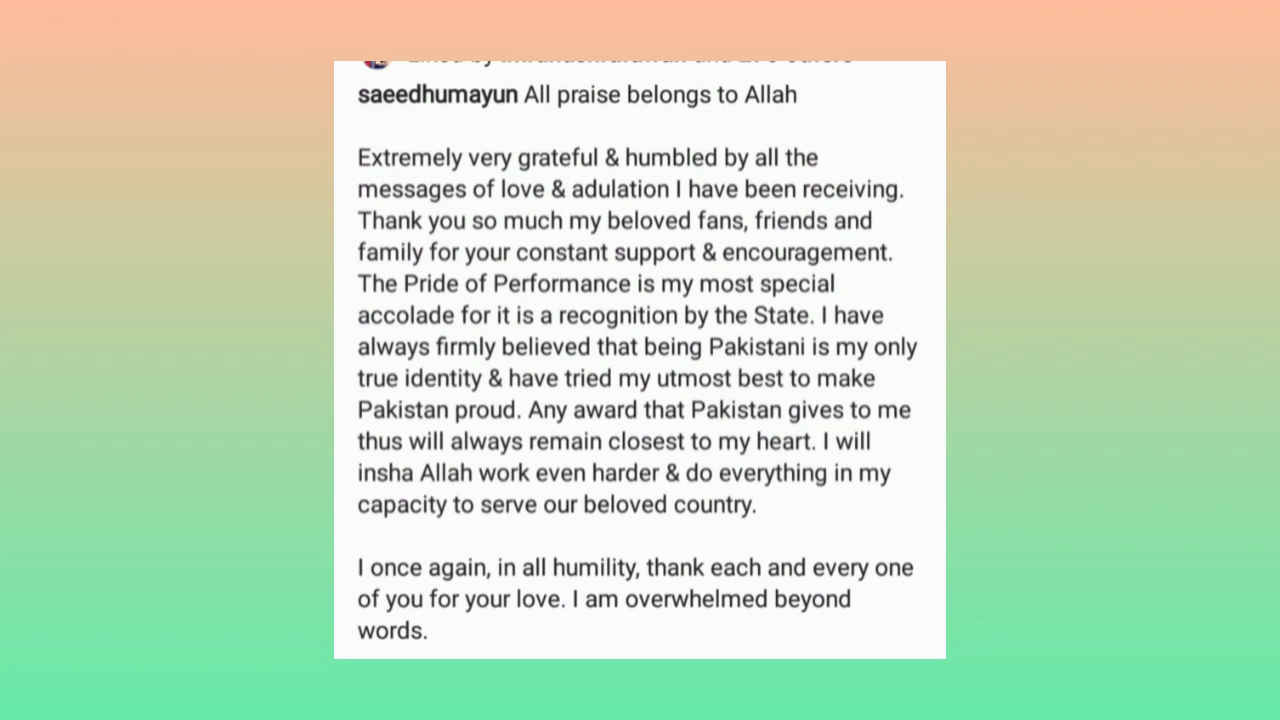 saeedhumayun All praise belongs to Allah
Extremely very grateful & humbled by all the
messages of love & adulation I have been receiving.
Thank you so much my beloved fans, friends and
family for your constant support & encouragement.
The Pride of Performance is my most special
accolade for it is a recognition by the State. I have
always firmly believed that being Pakistani is my only
true identity & have tried my utmost best to make
Pakistan proud. Any award that Pakistan gives to me
thus will always remain closest to my heart. I will
insha Allah work even harder & do everything in my
capacity to serve our beloved country.
I once again, in all humility, thank each and every one
of you for your love. I am overwhelmed beyond
words.